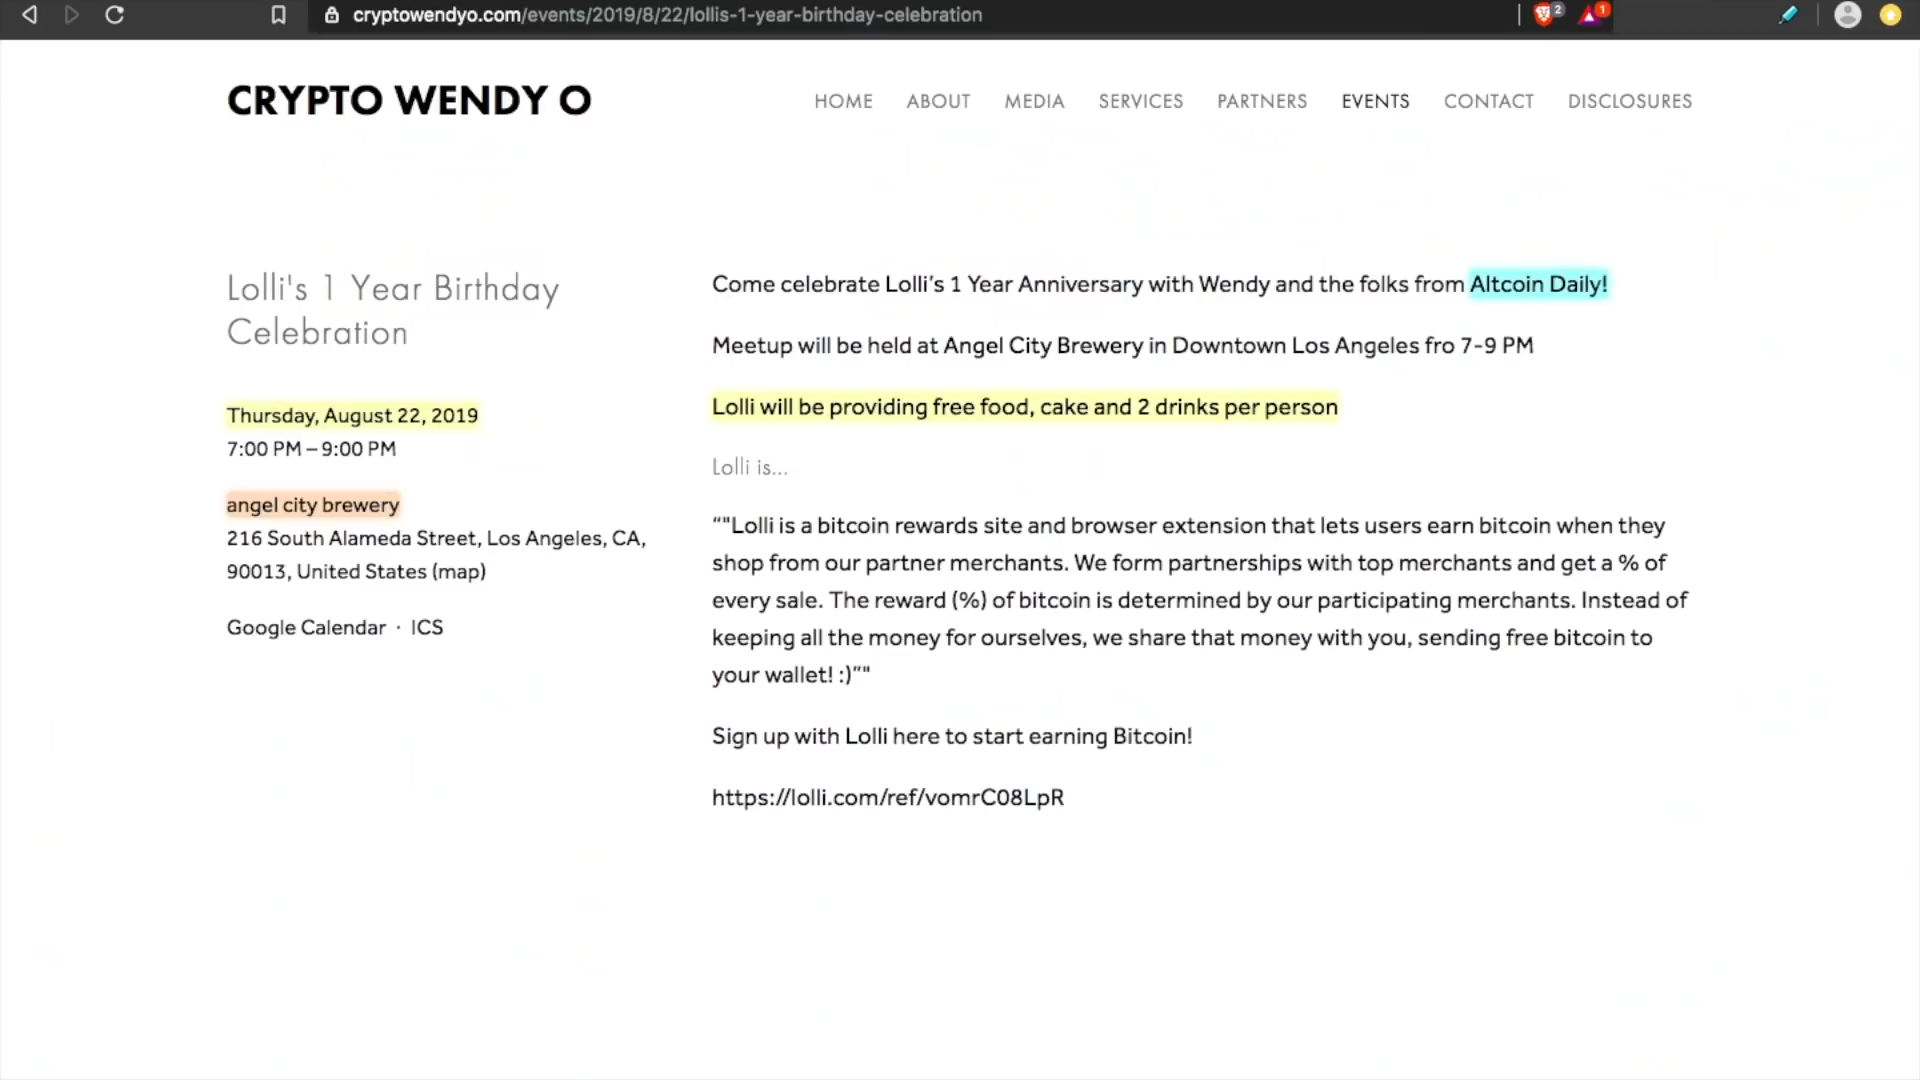 cryptowendyo.com/events/2019/8/22/lollis-1-year-birthday-celebration
2
1
CRYPTO WENDY O
HOME ABOUT MEDIA SERVICES PARTNERS EVENTS CONTACT DISCLOSURES
Lolli's 1 Year Birthday
Celebration
Thursday, August 22, 2019
7:00 PM – 9:00 PM
angel city brewery
216 South Alameda Street, Los Angeles, CA,
90013, United States (map)
Google Calendar · ICS
Come celebrate Lolli’s 1 Year Anniversary with Wendy and the folks from Altcoin Daily!
Meetup will be held at Angel City Brewery in Downtown Los Angeles fro 7-9 PM
Lolli will be providing free food, cake and 2 drinks per person
Lolli is...
“"Lolli is a bitcoin rewards site and browser extension that lets users earn bitcoin when they
shop from our partner merchants. We form partnerships with top merchants and get a % of
every sale. The reward (%) of bitcoin is determined by our participating merchants. Instead of
keeping all the money for ourselves, we share that money with you, sending free bitcoin to
your wallet! :)”"
Sign up with Lolli here to start earning Bitcoin!
https://lolli.com/ref/vomrC08LpR